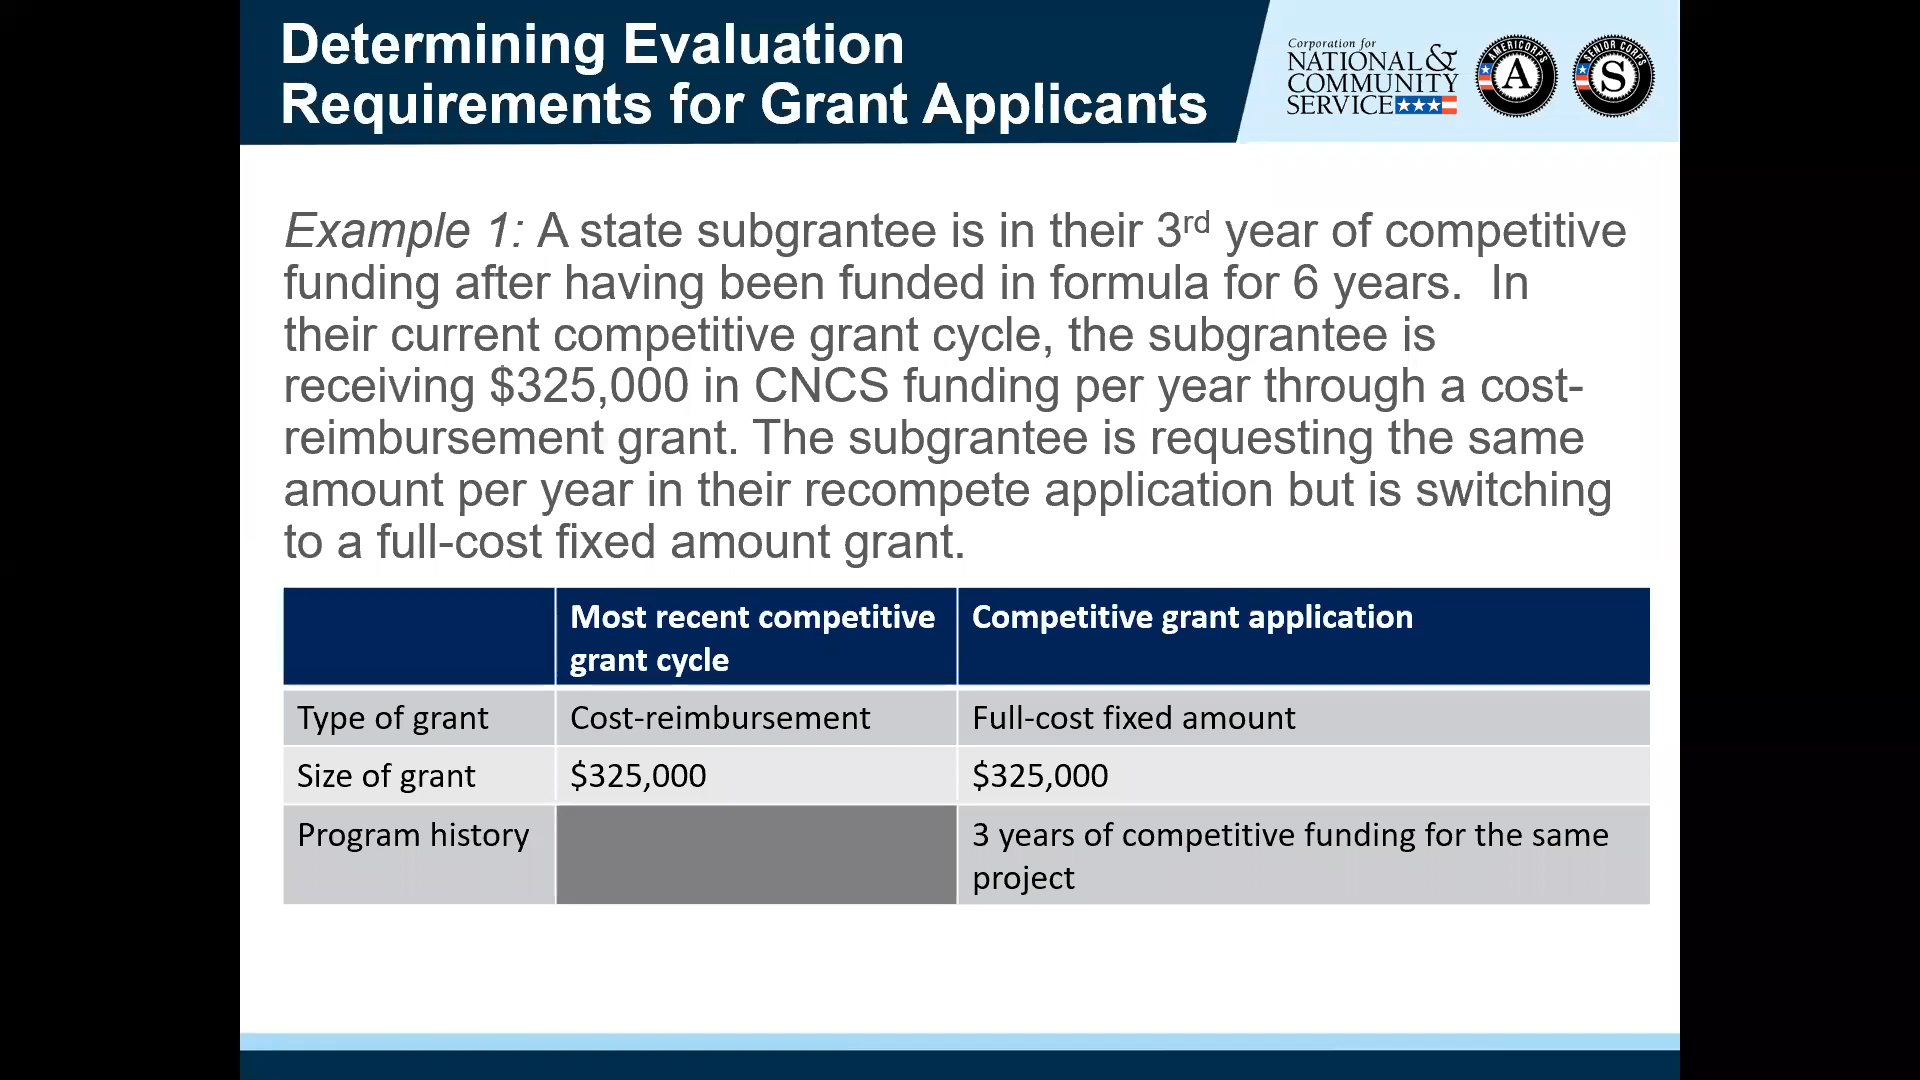 Determining Evaluation
Requirements for Grant Applicants
Corporation for
NATIONAL &
COMMUNITY
SERVICE
AMERICORPS
A
SENIOR CORPS
S
Example 1: A state subgrantee is in their 3rd year of competitive
funding after having been funded in formula for 6 years.  In
their current competitive grant cycle, the subgrantee is
receiving $325,000 in CNCS funding per year through a cost-
reimbursement grant. The subgrantee is requesting the same
amount per year in their recompete application but is switching
to a full-cost fixed amount grant.
Most recent competitive
grant cycle
Competitive grant application
Type of grant
Cost-reimbursement
Full-cost fixed amount
Size of grant
$325,000
$325,000
Program history
3 years of competitive funding for the same
project